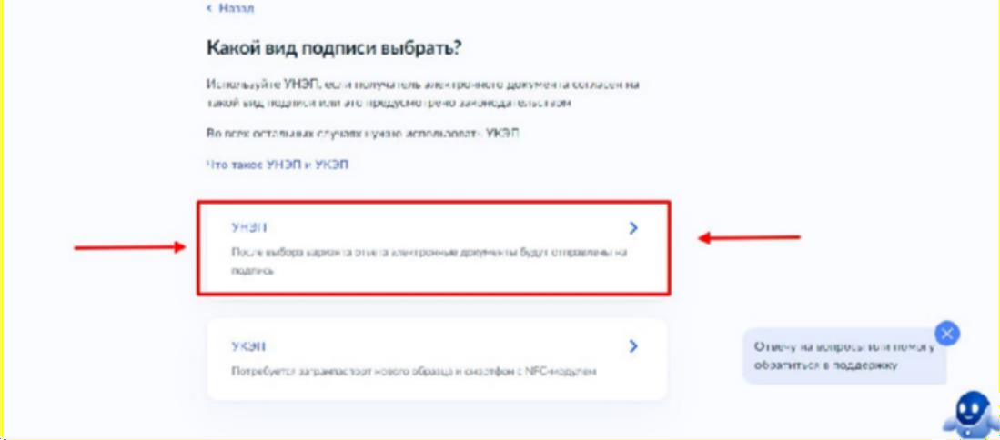 Назад
Какой вид подписи выбрать?
Используйте УНЭП, если получатель электронного документа согласен на
такой вид подписи или это предусмотрено законодательством
Во всех остальных случаях нужно использовать УКЭП
Что такое УНЭП и УКЭП
УНЭП
После выбора варианта ответа электронные документы будут отправлены на
подпись
УКЭП
Потребуется загранпаспорт нового образца и смартфон с NFC-модулем
Отвечу на вопросы или помогу
обратиться в поддержку